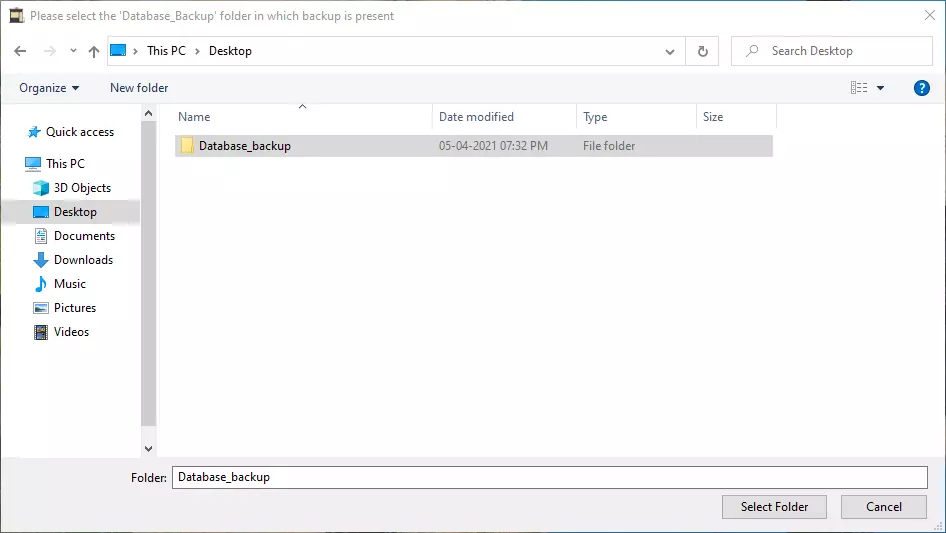 Please select the 'Database_Backup' folder in which backup is present
This PC Desktop
Search Desktop
Organize New folder
?
Name Date modified Type Size
Quick access
Database_backup 05-04-2021 07:32 PM File folder
This PC
3D Objects
Desktop
Documents
Downloads
Music
Pictures
Videos
Folder: Database_backup
Select Folder Cancel